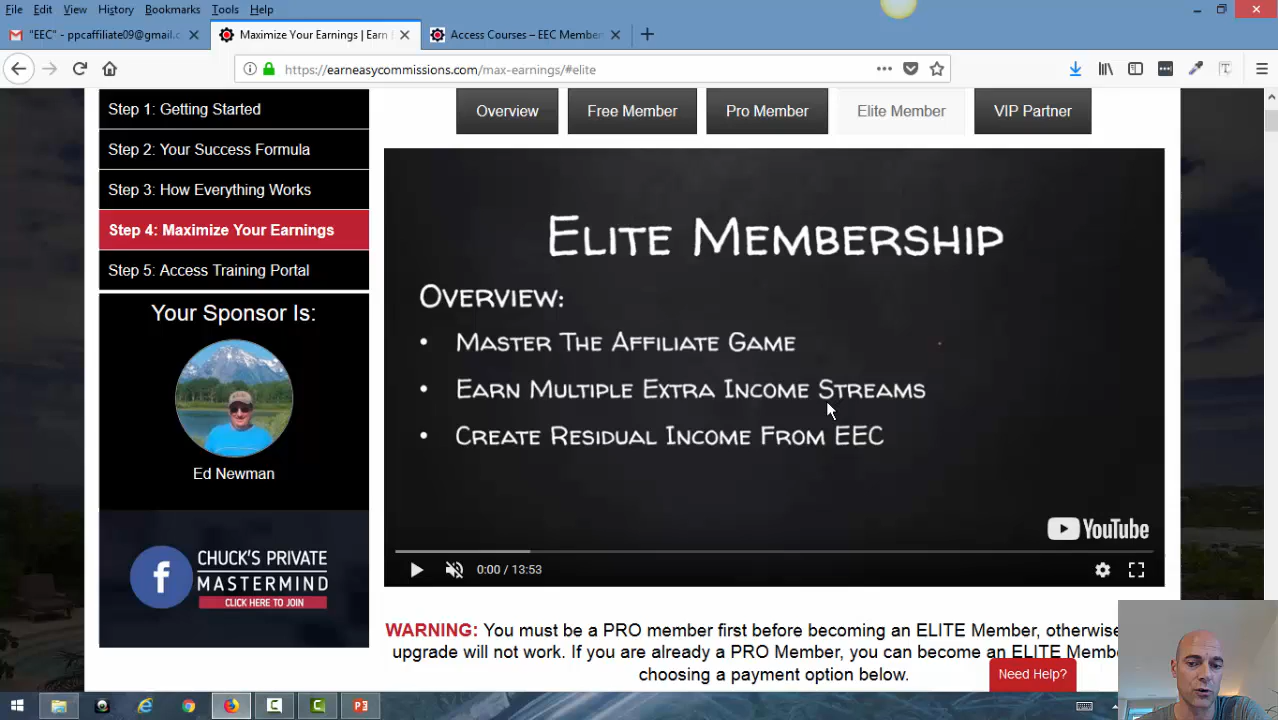 File Edit View History Bookmarks Tools Help
"EEC" - ppcaffiliate09@gmail.c
Maximize Your Earnings | Earn
Access Courses – EEC Member
https://earneasycommissions.com/max-earnings/#elite
Step 1: Getting Started
Step 2: Your Success Formula
Step 3: How Everything Works
Step 4: Maximize Your Earnings
Step 5: Access Training Portal
Your Sponsor Is:
Ed Newman
CHUCK'S PRIVATE
MASTERMIND
CLICK HERE TO JOIN
Overview Free Member Pro Member Elite Member VIP Partner
Elite Membership
Overview:
• Master The Affiliate Game
• Earn Multiple Extra Income Streams
• Create Residual Income From EEC
YouTube
0:00 / 13:53
WARNING: You must be a PRO member first before becoming an ELITE Member, otherwise
upgrade will not work. If you are already a PRO Member, you can become an ELITE Membe
choosing a payment option below.
Need Help?